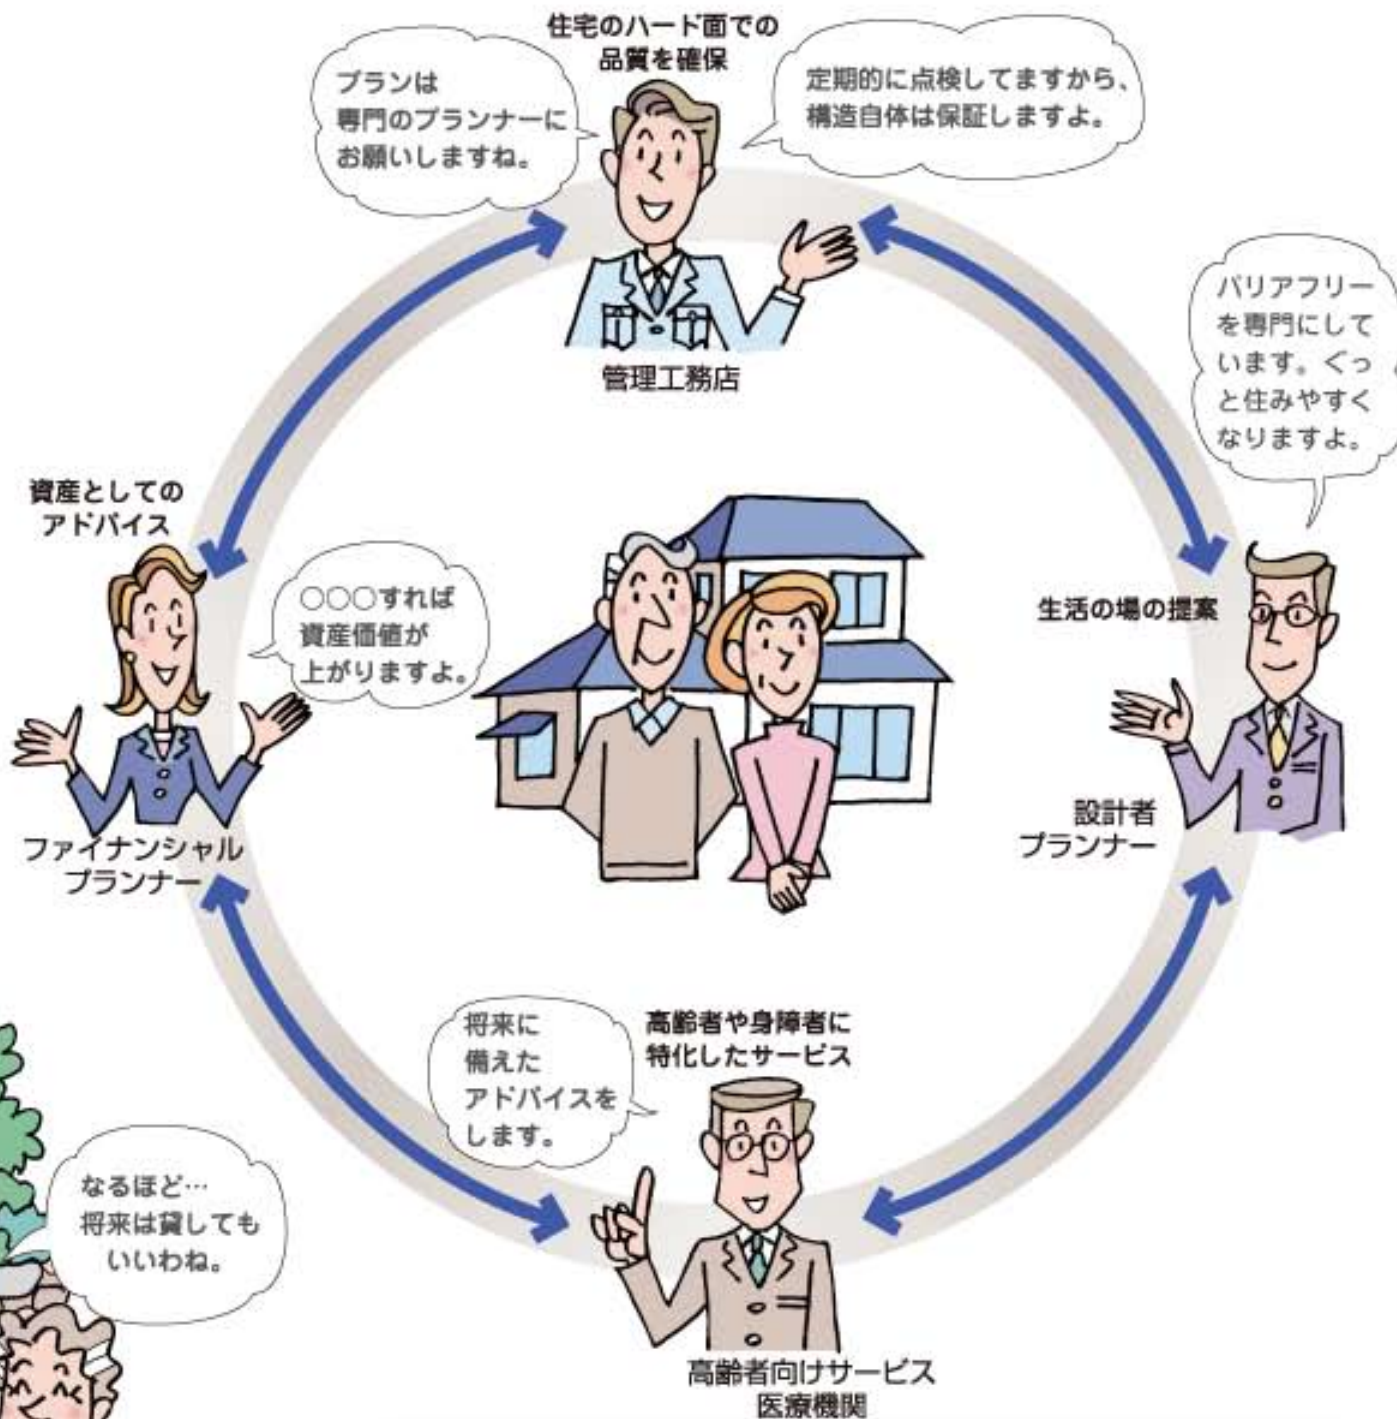 住宅のハード面での
品質を確保
プランは
専門のプランナーに
お願いしますね。
定期的に点検してますから、
構造自体は保証しますよ。
管理工務店
バリアフリー
を専門にして
います。ぐっ
と住みやすく
なりますよ。
生活の場の提案
設計者
プランナー
資産としての
アドバイス
○○○すれば
資産価値が
上がりますよ。
ファイナンシャル
プランナー
高齢者や身障者に
特化したサービス
将来に
備えた
アドバイスを
します。
高齢者向けサービス
医療機関
なるほど…
将来は貸しても
いいわね。